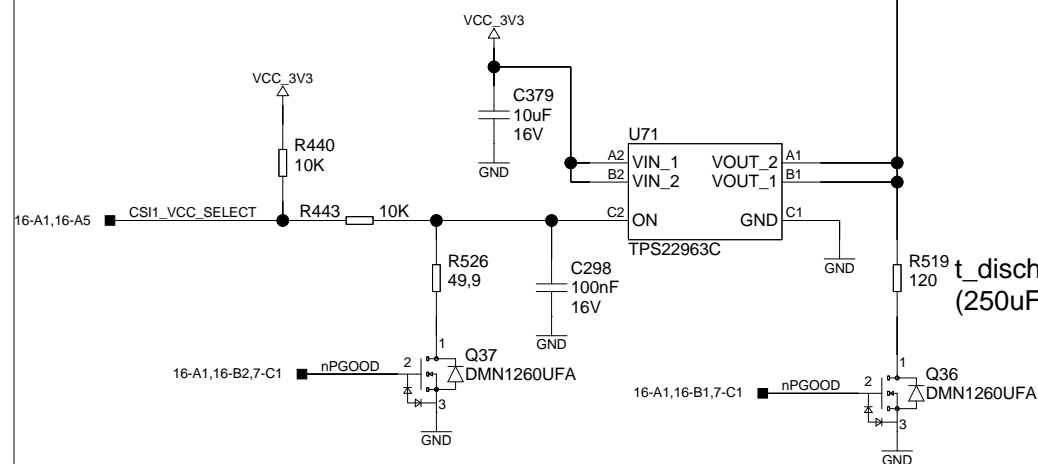 VCC_3V3
VCC_3V3
C379
10uF
16V
GND
R440
10K
U71
A2 VIN_1 VOUT_2 A1
B2 VIN_2 VOUT_1 B1
16-A1,16-A5 CSI1_VCC_SELECT R443 10K C2 ON GND C1
TPS22963C
GND
R526
49,9
C298
100nF
16V
GND
R519
120
t_disch
(250uF
16-A1,16-B2,7-C1 nPGOOD 2 1 3
Q37
DMN1260UFA
GND
16-A1,16-B1,7-C1 nPGOOD 2 1 3
Q36
DMN1260UFA
GND